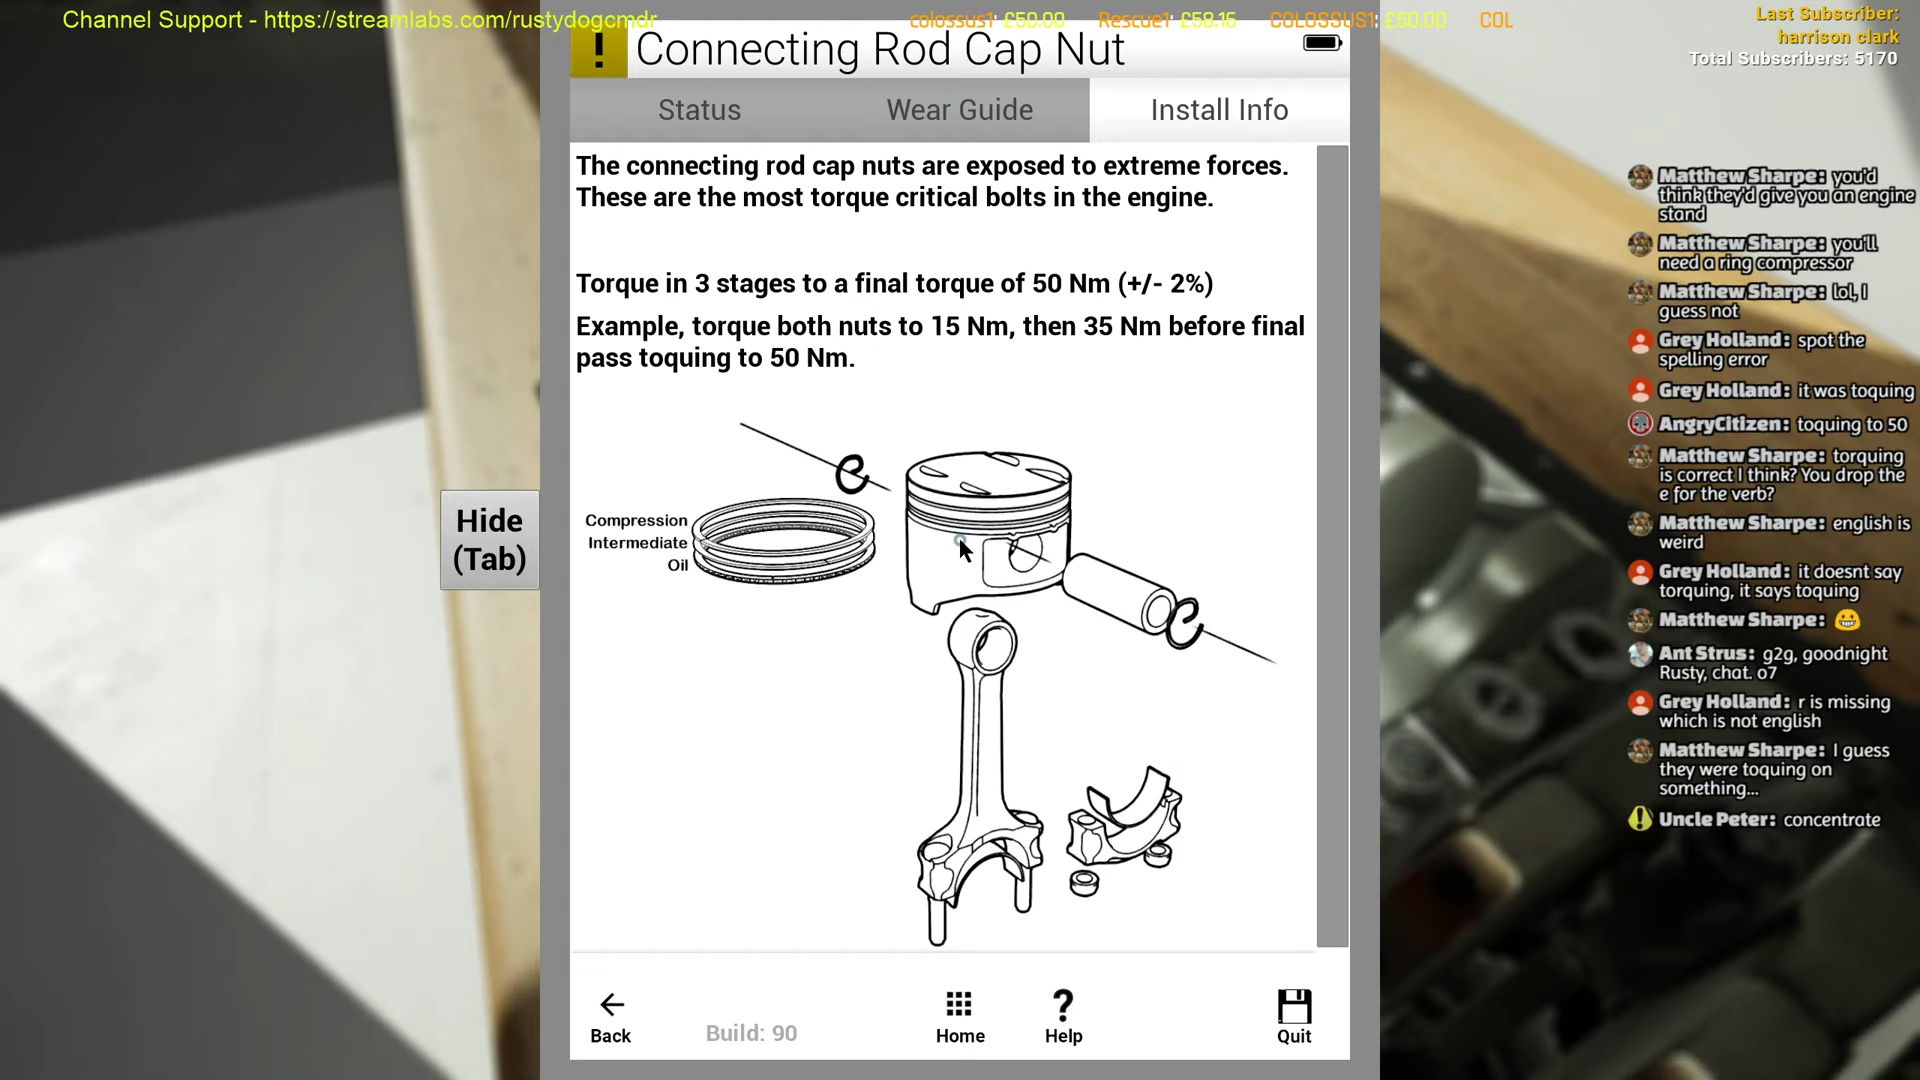 Channel Support - https://streamlabs.com/rustydogcmdr
colossus1: £50.00 Rescue1 £58.16 COLOSSUS1: £50.00 COL
Last Subscriber:
harrison clark
Total Subscribers: 5170
! Connecting Rod Cap Nut
Status Wear Guide Install Info
The connecting rod cap nuts are exposed to extreme forces.
These are the most torque critical bolts in the engine.
Torque in 3 stages to a final torque of 50 Nm (+/- 2%)
Example, torque both nuts to 15 Nm, then 35 Nm before final
pass toquing to 50 Nm.
Compression
Intermediate
Oil
Hide
(Tab)
Back
Build: 90
Home
? Help
Quit
Matthew Sharpe: you'd
think they'd give you an engine
stand
Matthew Sharpe: you'll
need a ring compressor
Matthew Sharpe: lol, I
guess not
Grey Holland: spot the
spelling error
Grey Holland: it was toquing
AngryCitizen: toquing to 50
Matthew Sharpe: torquing
is correct I think? You drop the
e for the verb?
Matthew Sharpe: english is
weird
Grey Holland: it doesnt say
torquing, it says toquing
Matthew Sharpe: 😁
Ant Strus: g2g, goodnight
Rusty, chat. o7
Grey Holland: r is missing
which is not english
Matthew Sharpe: I guess
they were toquing on
something...
Uncle Peter: concentrate